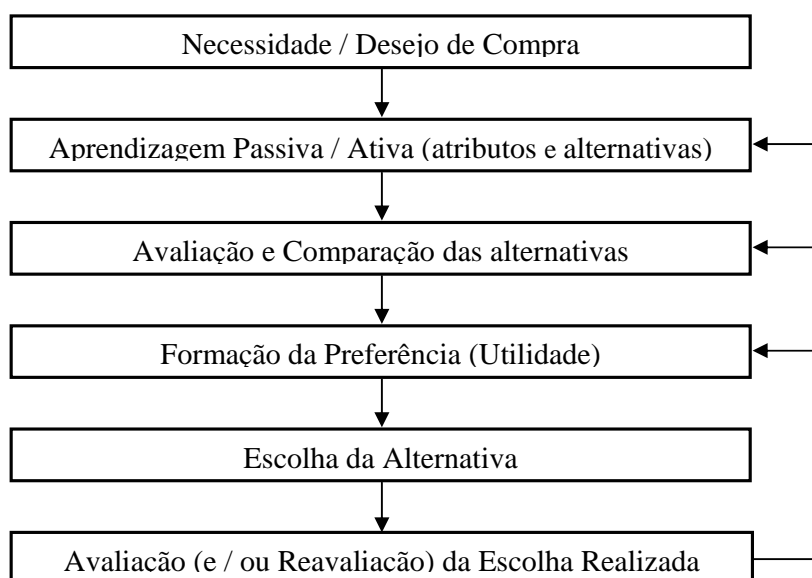 Necessidade / Desejo de Compra
Aprendizagem Passiva / Ativa (atributos e alternativas)
Avaliação e Comparação das alternativas
Formação da Preferência (Utilidade)
Escolha da Alternativa
Avaliação (e / ou Reavaliação) da Escolha Realizada